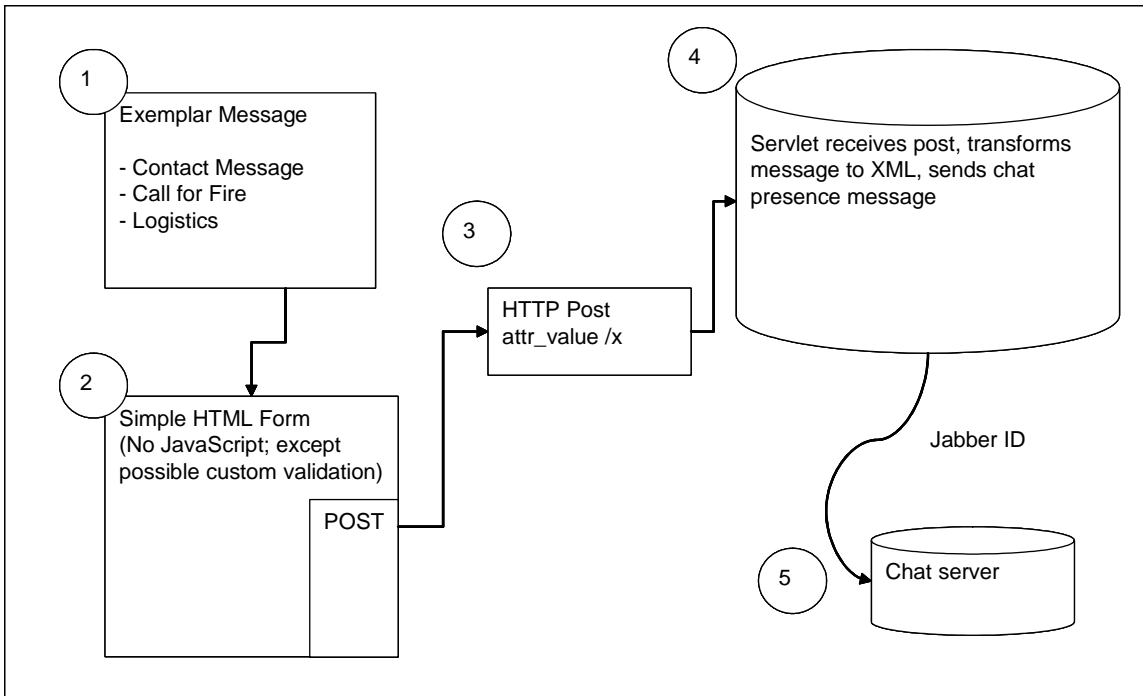 1
Exemplar Message
- Contact Message
- Call for Fire
- Logistics
2
Simple HTML Form
(No JavaScript; except
possible custom validation)
POST
3
HTTP Post
attr_value /x
4
Servlet receives post, transforms
message to XML, sends chat
presence message
Jabber ID
5
Chat server